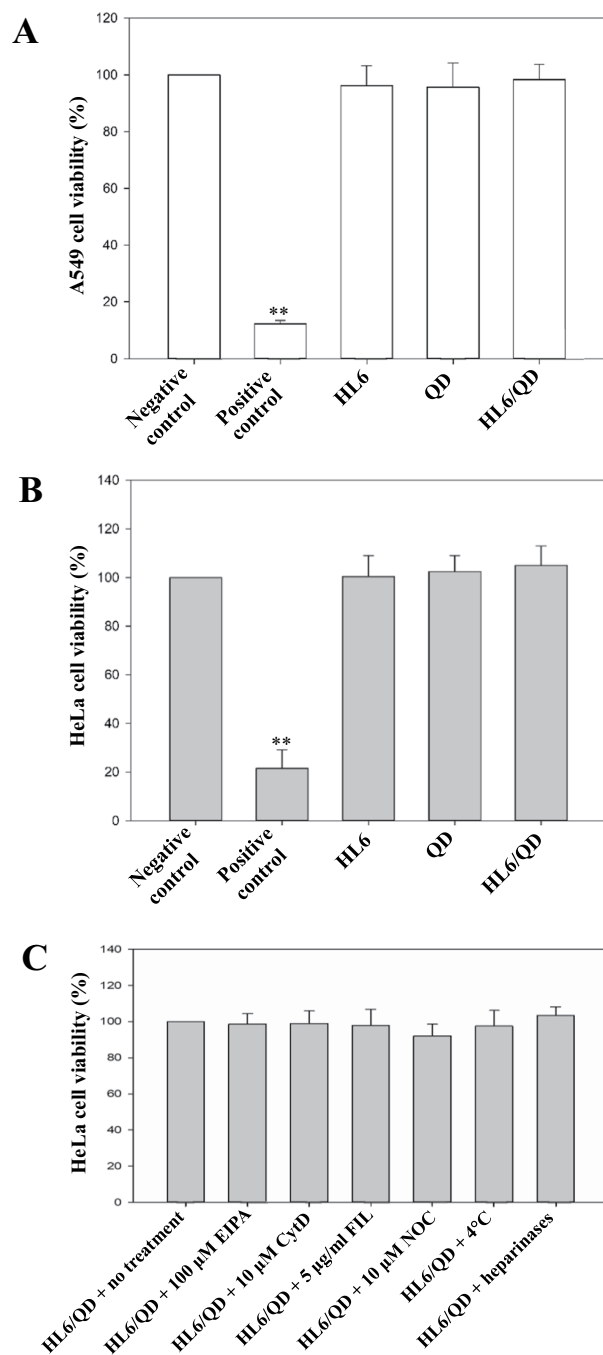 A
A549 cell viability (%)
120
100
80
60
40
20
0
**
Negative control
Positive control
HL6
QD
HL6/QD
B
HeLa cell viability (%)
140
120
100
80
60
40
20
0
**
Negative control
Positive control
HL6
QD
HL6/QD
C
HeLa cell viability (%)
140
120
100
80
60
40
20
0
HL6/QD + no treatment
HL6/QD + 100 µM EIPA
HL6/QD + 10 µM CytD
HL6/QD + 5 µg/ml FIL
HL6/QD + 10 µM NOC
HL6/QD + 4°C
HL6/QD + heparinases